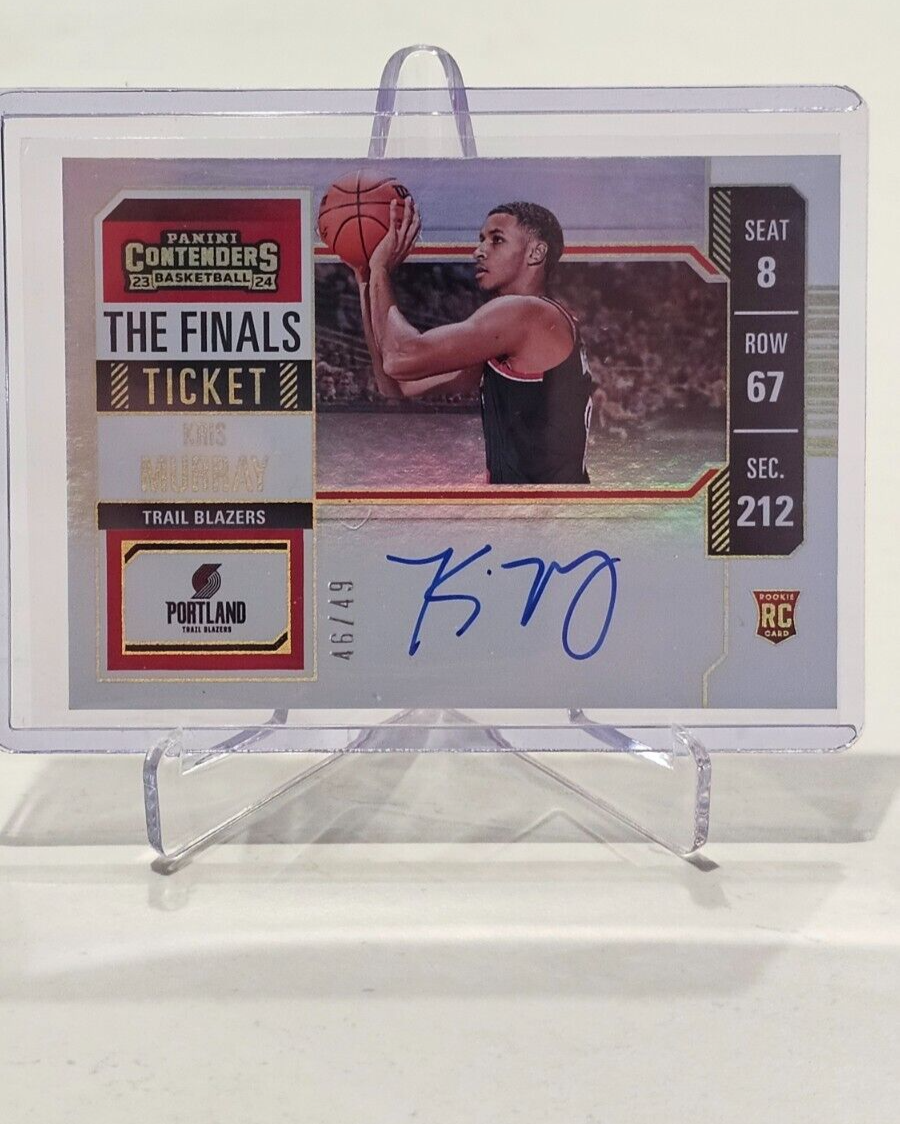 PANINI
CONTENDERS
23 BASKETBALL 24
THE FINALS
TICKET
KRIS
MURRAY
TRAIL BLAZERS
PORTLAND
TRAIL BLAZERS
46/49
SEAT
8
ROW
67
SEC.
212
ROOKIE
RC
CARD